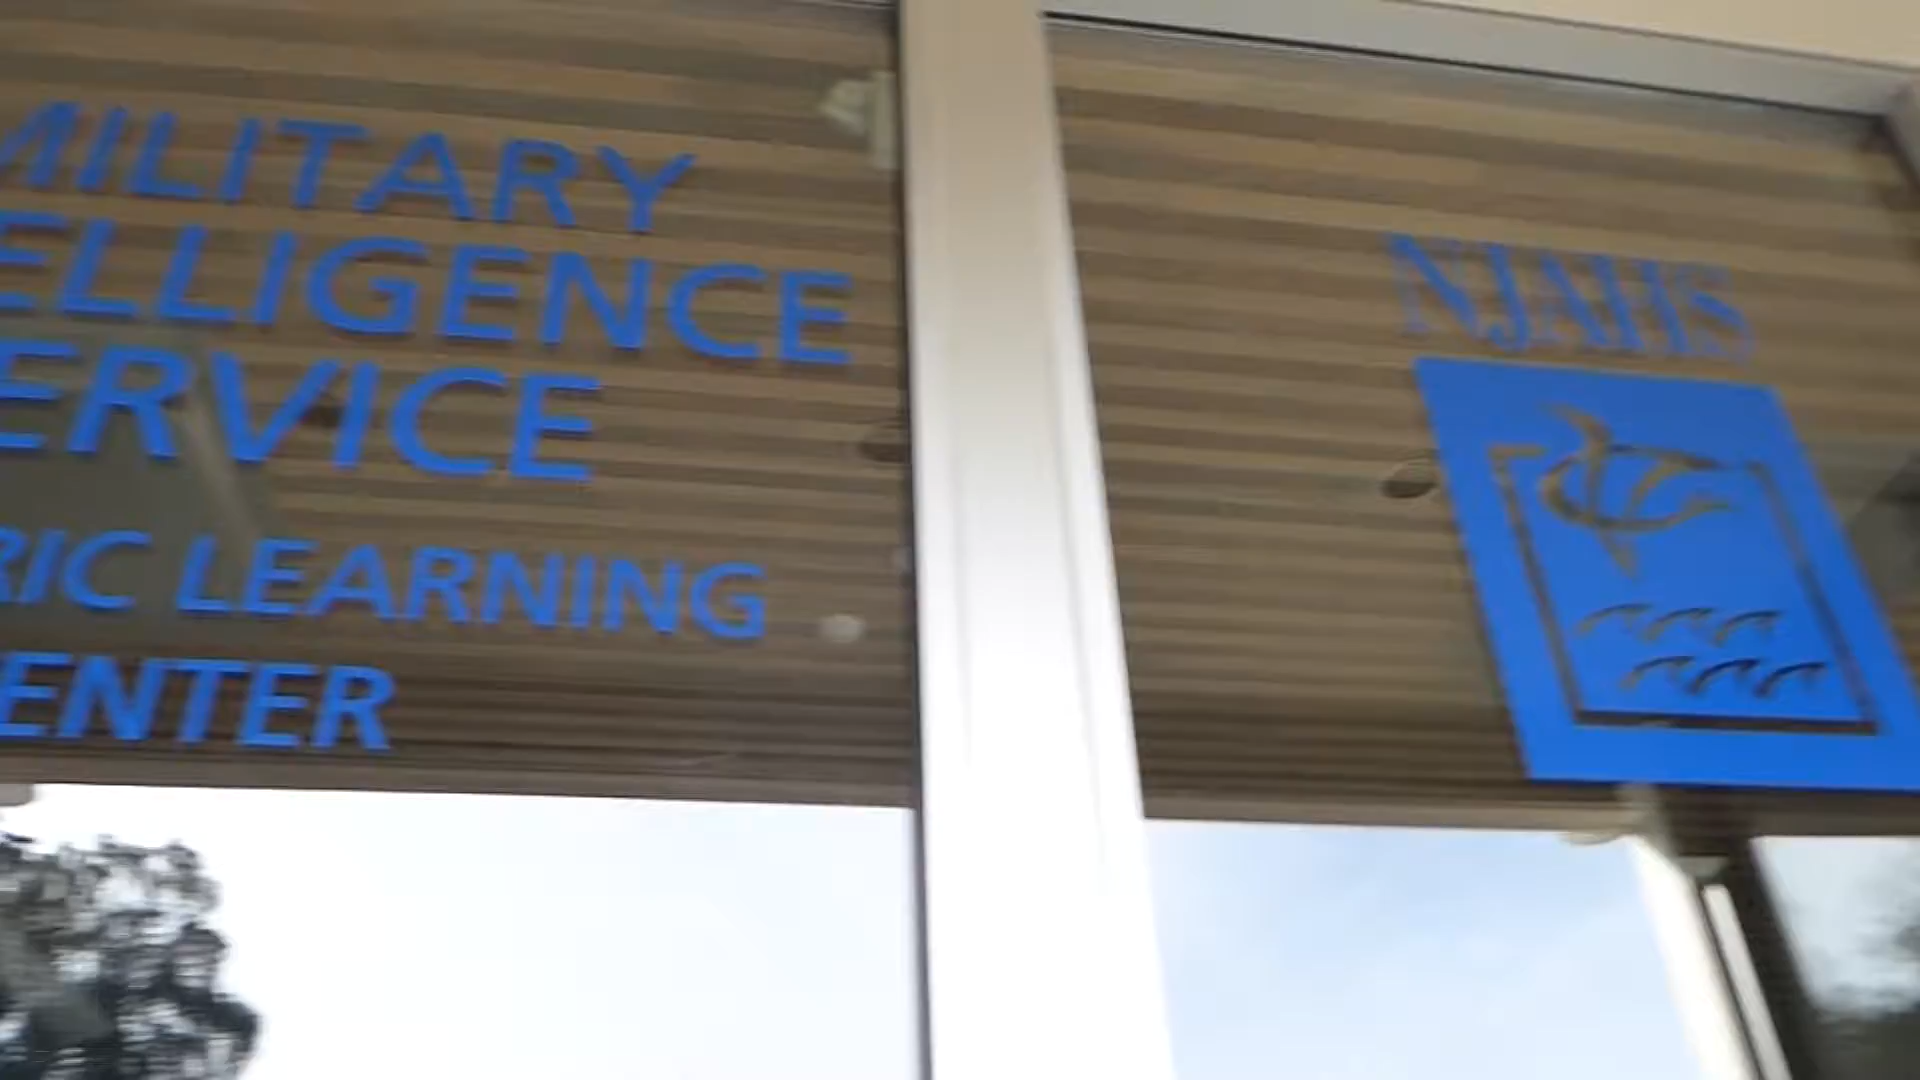 MILITARY
ELLIGENCE
ERVICE
RIC LEARNING
ENTER
NJAHS